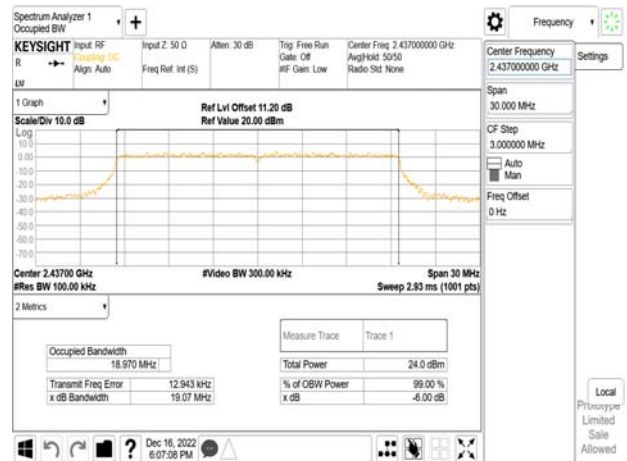 Spectrum Analyzer 1
Occupied BW
Frequency
KEYSIGHT
R
Input: RF
Coupling: DC
Align: Auto
Input Z: 50 Ω
Freq Ref: Int (S)
Atten: 30 dB
Trig: Free Run
Gate: Off
#IF Gain: Low
Center Freq: 2.437000000 GHz
Avg|Hold: 50/50
Radio Std: None
Center Frequency
2.437000000 GHz
Settings
Span
30.000 MHz
CF Step
3.000000 MHz
Auto
Man
Freq Offset
0 Hz
1 Graph
Scale/Div 10.0 dB
Ref Lvl Offset 11.20 dB
Ref Value 20.00 dBm
Log
10.0
0.00
-10.0
-20.0
-30.0
-40.0
-50.0
-60.0
-70.0
Center 2.43700 GHz
#Video BW 300.00 kHz
Span 30 MHz
#Res BW 100.00 kHz
Sweep 2.93 ms (1001 pts)
2 Metrics
Measure Trace
Trace 1
Occupied Bandwidth
18.970 MHz
Total Power
24.0 dBm
Transmit Freq Error
12.943 kHz
% of OBW Power
99.00 %
x dB Bandwidth
19.07 MHz
x dB
-6.00 dB
Local
Prototype
Limited
Sale
Allowed
?
Dec 16, 2022
6:07:08 PM